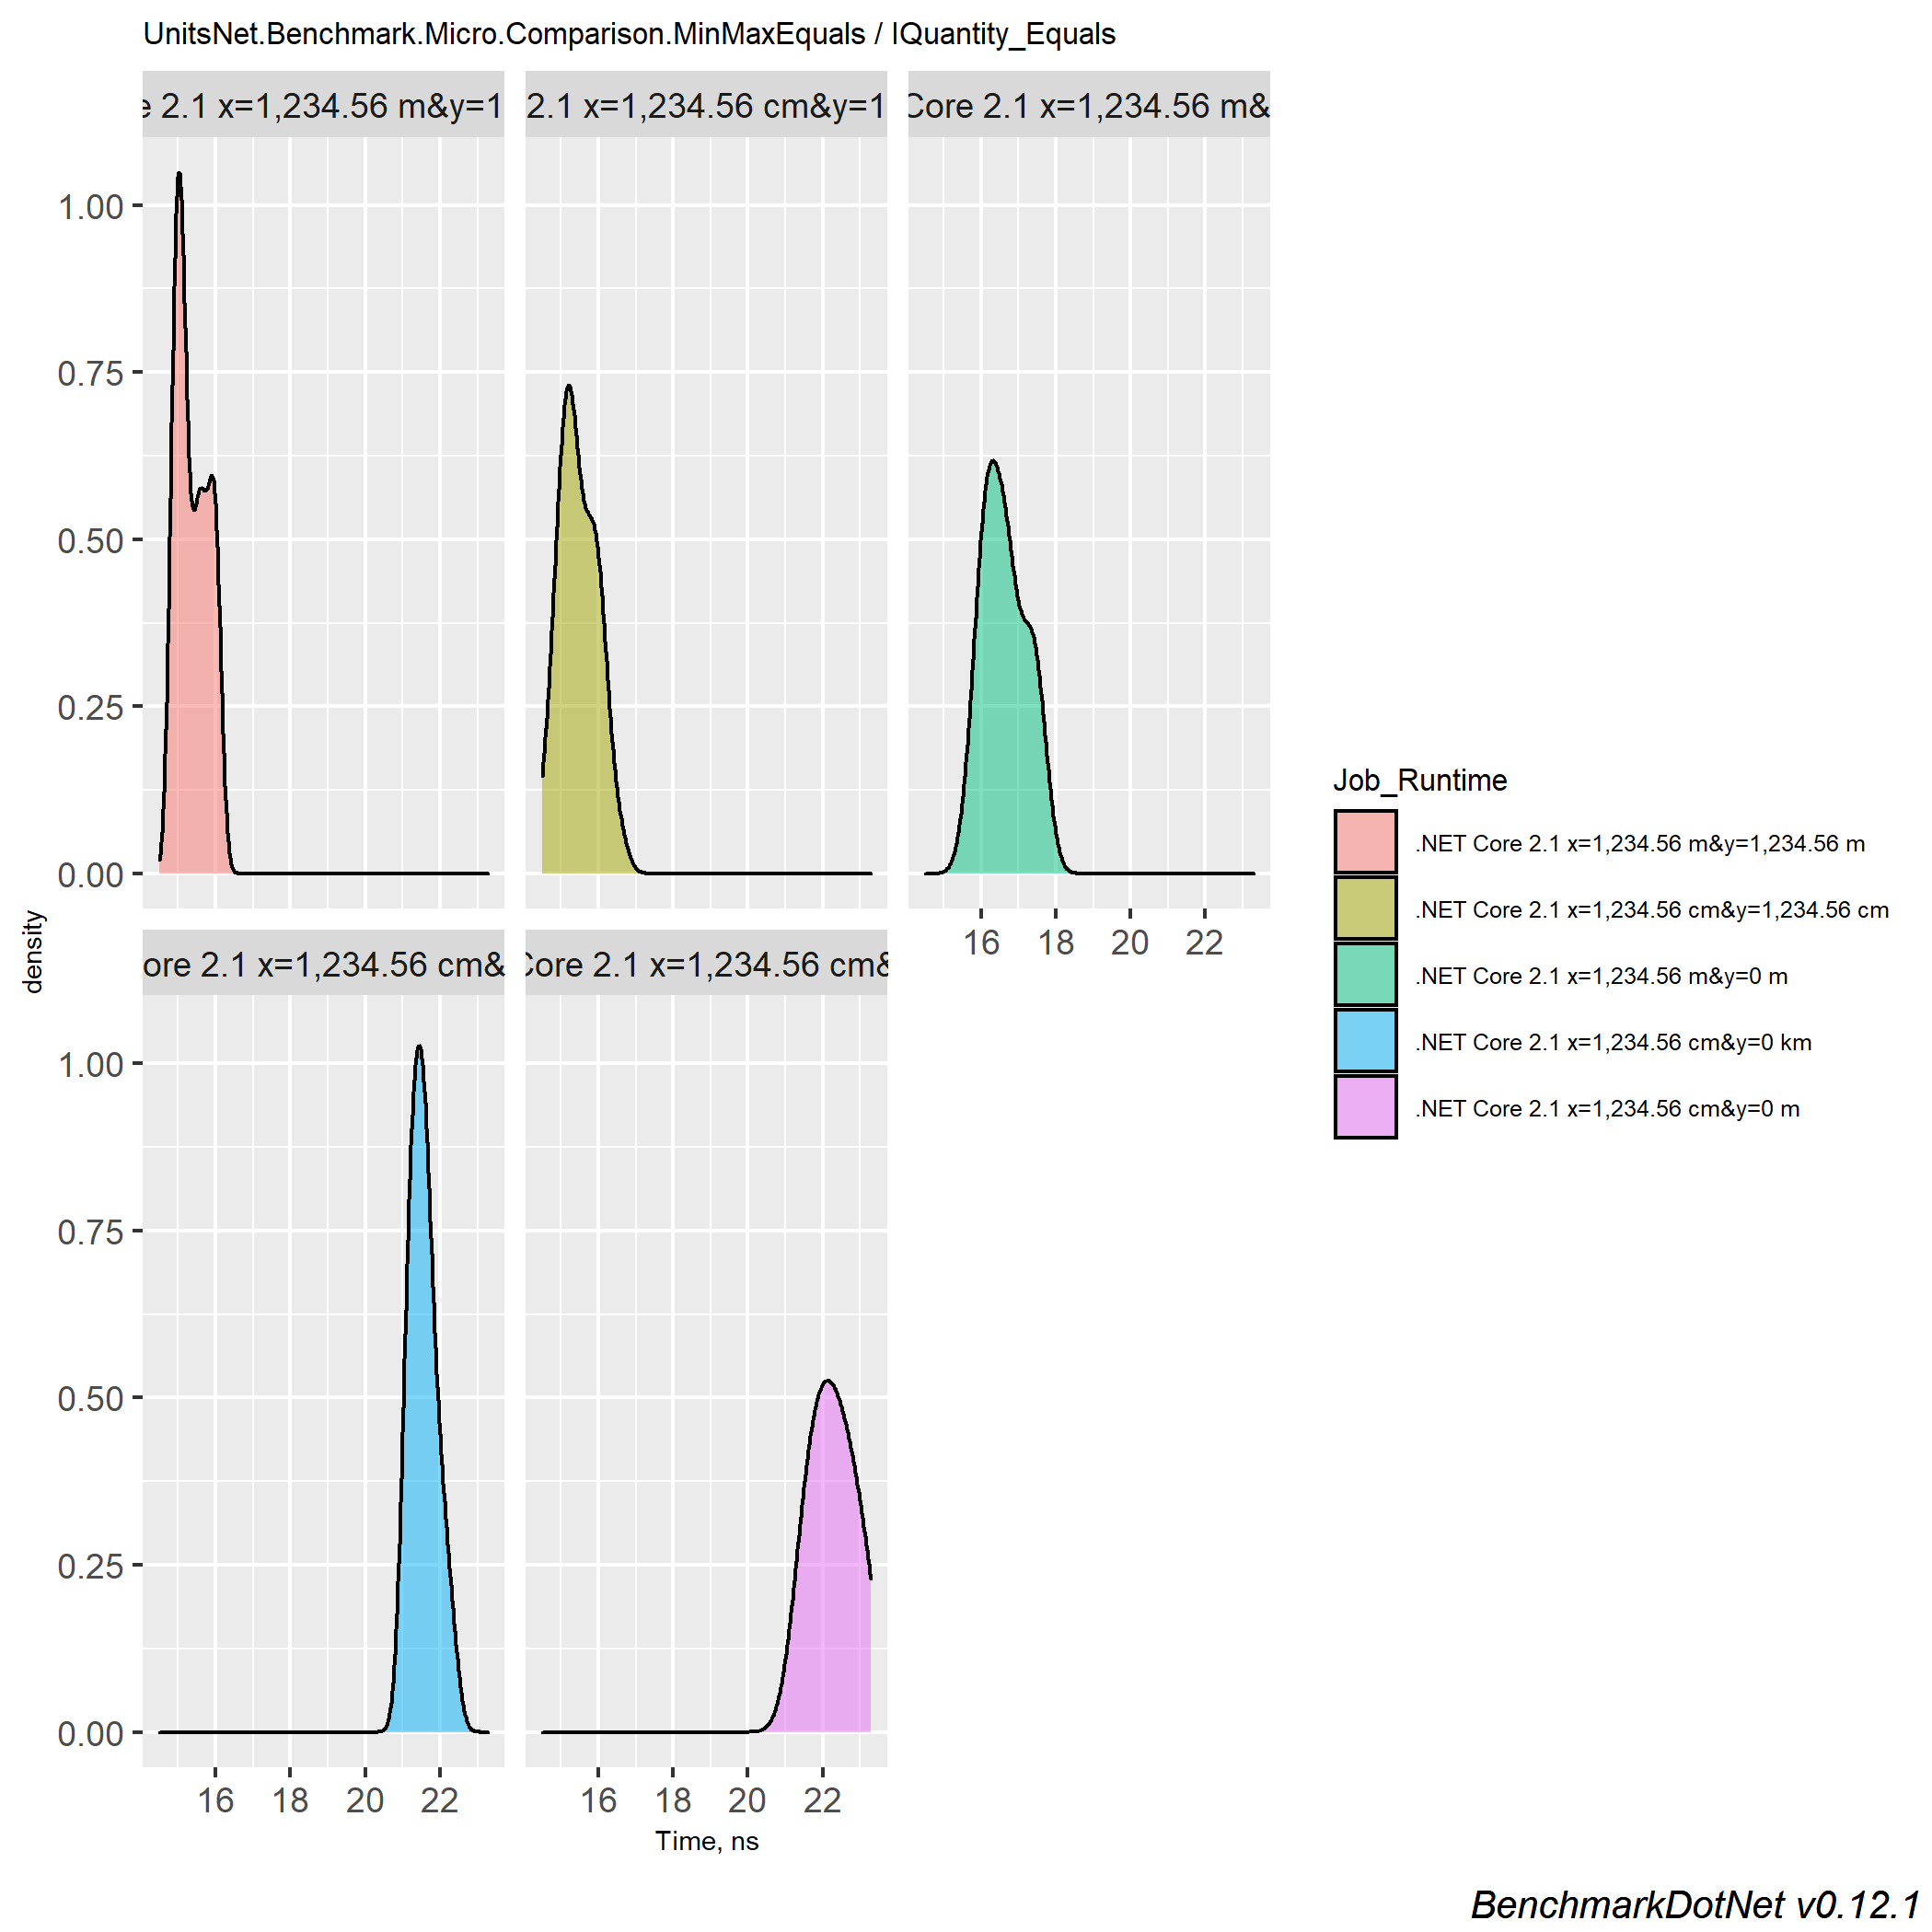 UnitsNet.Benchmark.Micro.Comparison.MinMaxEquals / IQuantity_Equals
e 2.1 x=1,234.56 m&y=1
2.1 x=1,234.56 cm&y=1
Core 2.1 x=1,234.56 m&
1.00
0.75
0.50
0.25
0.00
16 18 20 22
density
ore 2.1 x=1,234.56 cm&
Core 2.1 x=1,234.56 cm&
1.00
0.75
0.50
0.25
0.00
16 18 20 22
16 18 20 22
Time, ns
Job_Runtime
.NET Core 2.1 x=1,234.56 m&y=1,234.56 m
.NET Core 2.1 x=1,234.56 cm&y=1,234.56 cm
.NET Core 2.1 x=1,234.56 m&y=0 m
.NET Core 2.1 x=1,234.56 cm&y=0 km
.NET Core 2.1 x=1,234.56 cm&y=0 m
BenchmarkDotNet v0.12.1